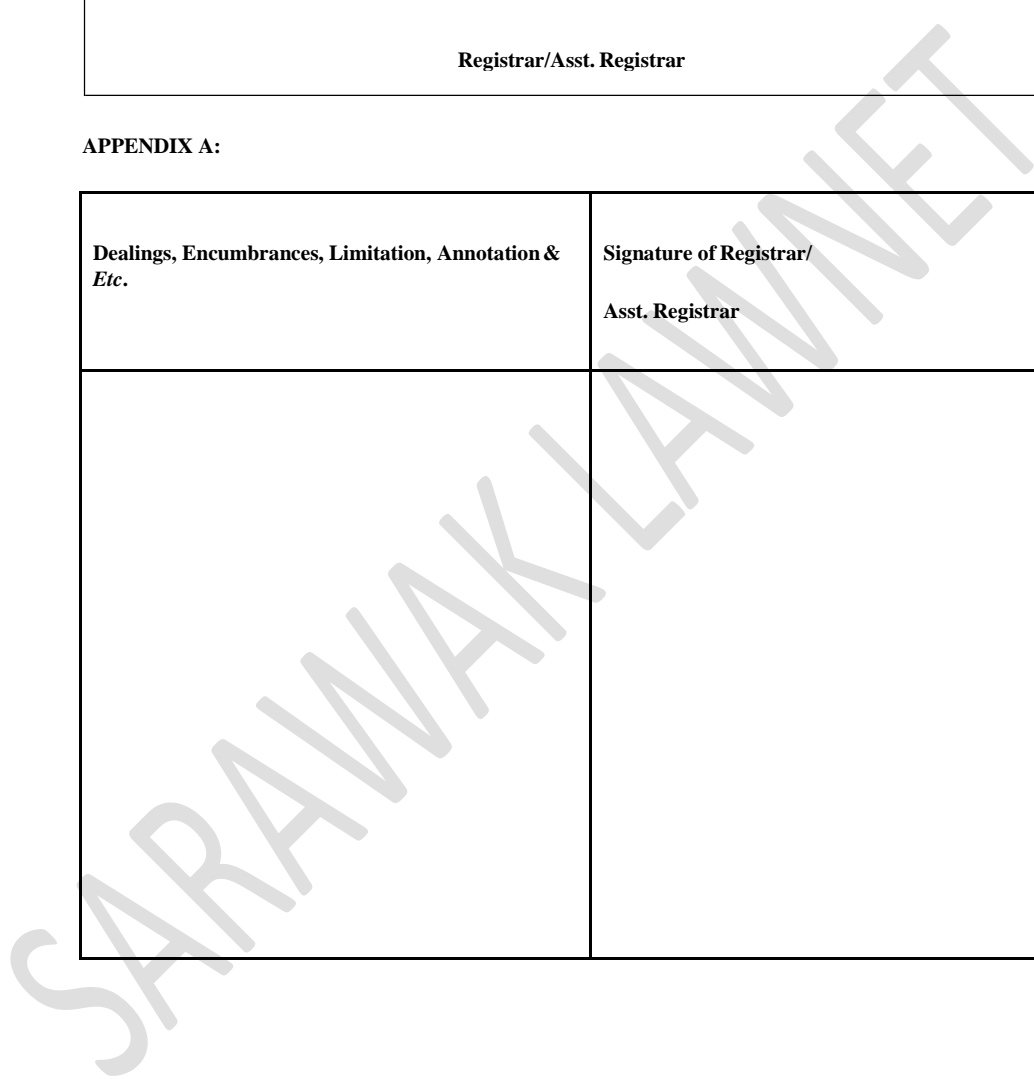 Registrar/Asst. Registrar
APPENDIX A:
Dealings, Encumbrances, Limitation, Annotation &
Etc.
Signature of Registrar/
Asst. Registrar
SARAWAK LAWNET